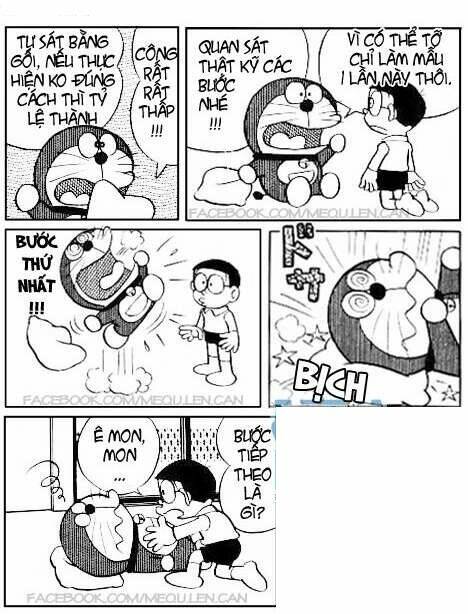 TỰ SÁT BẰNG
GỐI, NẾU THỰC
HIỆN KO ĐÚNG
CÁCH THÌ TỶ
LỆ THÀNH
CÔNG
RẤT
RẤT
THẤP
!!!
QUAN SÁT
THẬT KỸ CÁC
BƯỚC
NHÉ
!!!
VÌ CÓ THỂ TỚ
CHỈ LÀM MẪU
1 LẦN NÀY THÔI.
FACEBOOK.COM/MEQU.LEN.CAN
BƯỚC
THỨ
NHẤT
!!!
FACEBOOK.COM/MEQU.LEN.CAN
BỊCH
Ê MON,
MON
...
BƯỚC
TIẾP
THEO
LÀ
GÌ?
FACEBOOK.COM/MEQU.LEN.CAN